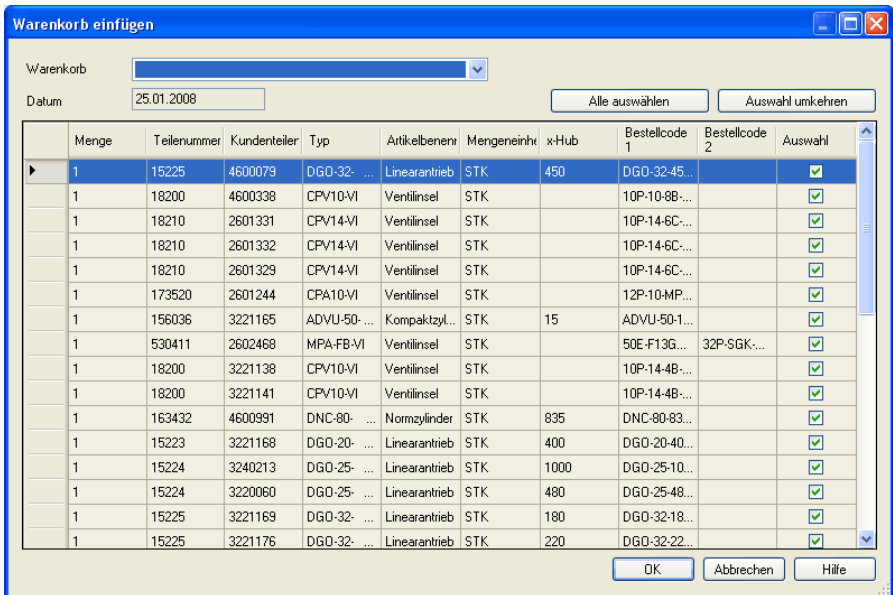 Warenkorb einfügen
Warenkorb
Datum 25.01.2008 Alle auswählen Auswahl umkehren
Menge Teilenummer Kundenteiler Typ Artikelbenenr Mengeneinhe x-Hub Bestellcode 1 Bestellcode 2 Auswahl
1 15225 4600079 DGO-32- ... Linearantrieb STK 450 DGO-32-45...
1 18200 4600338 CPV10-VI Ventilinsel STK 10P-10-8B-...
1 18210 2601331 CPV14-VI Ventilinsel STK 10P-14-6C-...
1 18210 2601332 CPV14-VI Ventilinsel STK 10P-14-6C-...
1 18210 2601329 CPV14-VI Ventilinsel STK 10P-14-6C-...
1 173520 2601244 CPA10-VI Ventilinsel STK 12P-10-MP...
1 156036 3221165 ADVU-50- ... Kompaktzyl... STK 15 ADVU-50-1...
1 530411 2602468 MPA-FB-VI Ventilinsel STK 50E-F13G... 32P-SGK-...
1 18200 3221138 CPV10-VI Ventilinsel STK 10P-14-4B-...
1 18200 3221141 CPV10-VI Ventilinsel STK 10P-14-4B-...
1 163432 4600991 DNC-80- ... Normzylinder STK 835 DNC-80-83...
1 15223 3221168 DGO-20- ... Linearantrieb STK 400 DGO-20-40...
1 15224 3240213 DGO-25- ... Linearantrieb STK 1000 DGO-25-10...
1 15224 3220060 DGO-25- ... Linearantrieb STK 480 DGO-25-48...
1 15225 3221169 DGO-32- ... Linearantrieb STK 180 DGO-32-18...
1 15225 3221176 DGO-32- ... Linearantrieb STK 220 DGO-32-22...
OK Abbrechen Hilfe